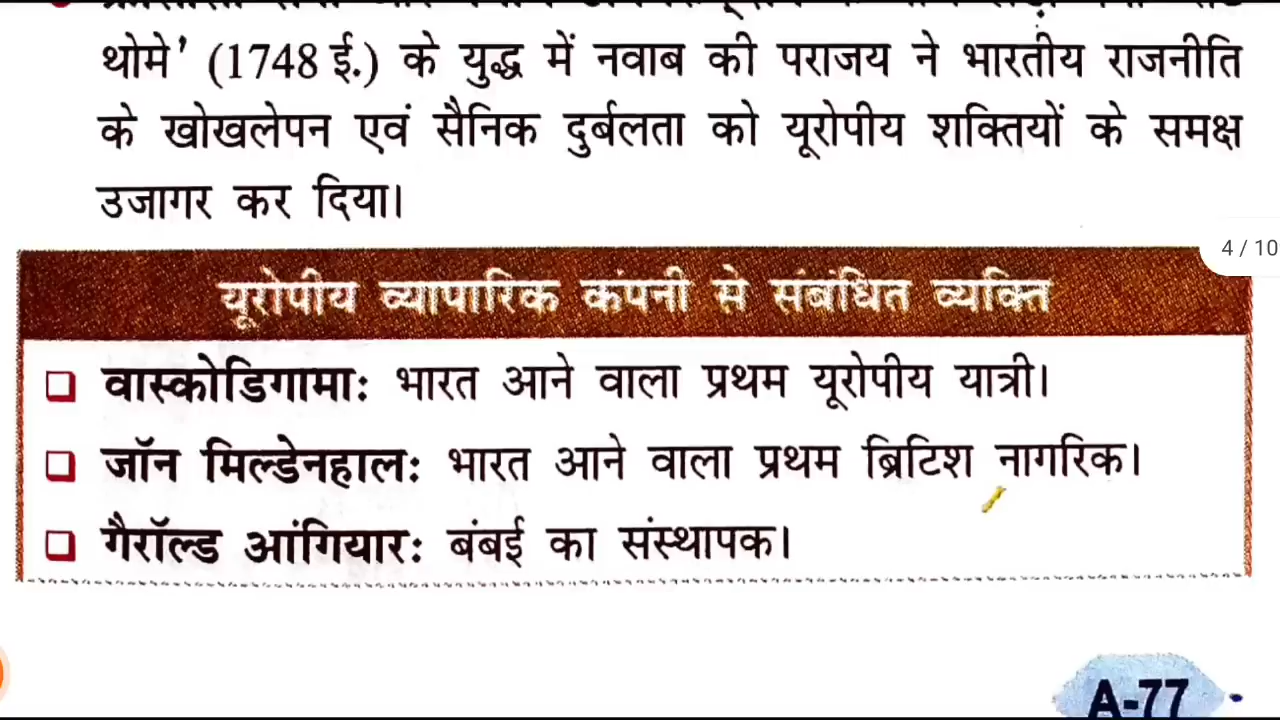 थोमे' (1748 ई.) के युद्ध में नवाब की पराजय ने भारतीय राजनीति
के खोखलेपन एवं सैनिक दुर्बलता को यूरोपीय शक्तियों के समक्ष
उजागर कर दिया।
4 / 10
यूरोपीय व्यापारिक कंपनी से संबंधित व्यक्ति
वास्कोडिगामाः भारत आने वाला प्रथम यूरोपीय यात्री।
जॉन मिल्डेनहालः भारत आने वाला प्रथम ब्रिटिश नागरिक।
गैरॉल्ड आंगियारः बंबई का संस्थापक।
A-77